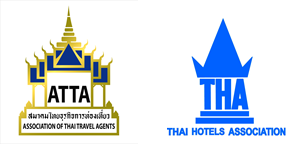 ATTA
สมาคมไทยธุรกิจการท่องเที่ยว
ASSOCIATION OF THAI TRAVEL AGENTS
THA
THAI HOTELS ASSOCIATION